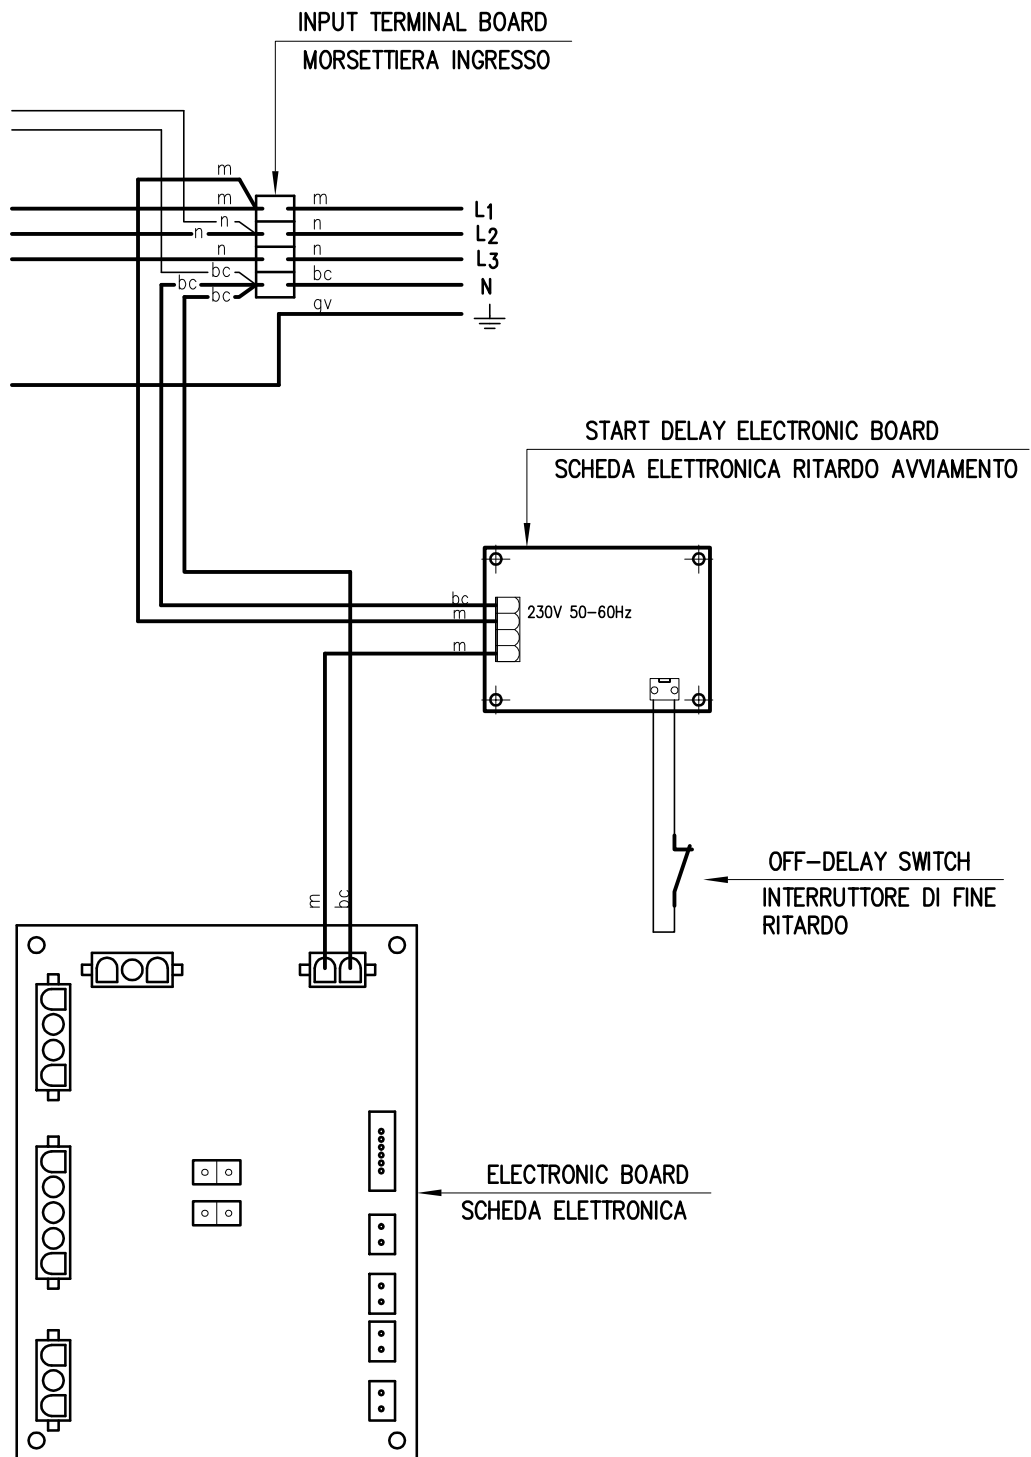 INPUT TERMINAL BOARD
MORSETTIERA INGRESSO
m
m m L1
n n
n L2
n n L3
bc bc
bc N
bc
gv
START DELAY ELECTRONIC BOARD
SCHEDA ELETTRONICA RITARDO AVVIAMENTO
bc
m 230V 50-60Hz
m
OFF-DELAY SWITCH
INTERRUTTORE DI FINE
RITARDO
m bc
ELECTRONIC BOARD
SCHEDA ELETTRONICA